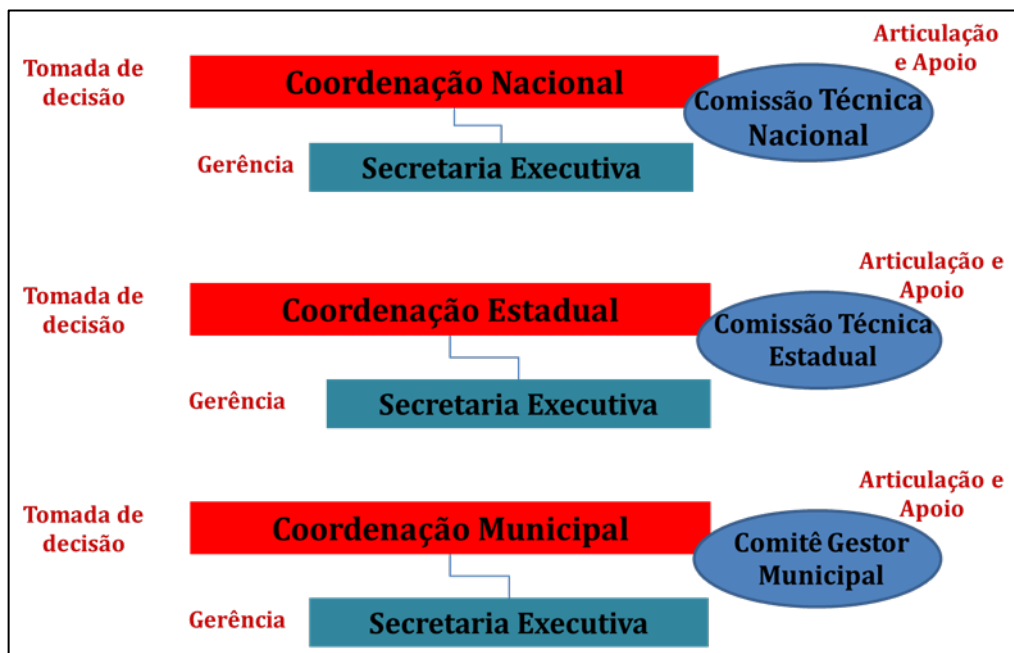 Tomada de
decisão
Coordenação Nacional
Articulação
e Apoio
Comissão Técnica
Nacional
Gerência
Secretaria Executiva
Tomada de
decisão
Coordenação Estadual
Articulação e
Apoio
Comissão Técnica
Estadual
Gerência
Secretaria Executiva
Tomada de
decisão
Coordenação Municipal
Articulação e
Apoio
Comitê Gestor
Municipal
Gerência
Secretaria Executiva